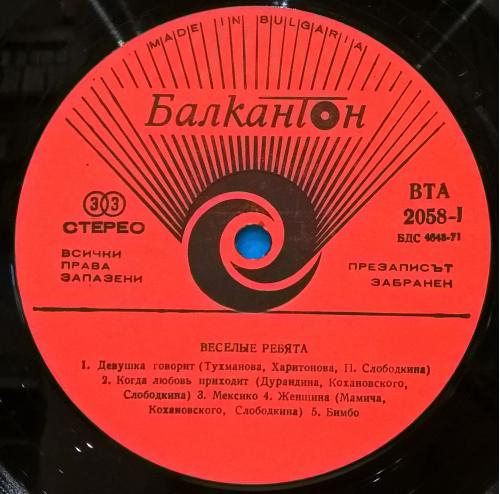 MADE IN BULGARIA
Балкантон
33
СТЕРЕО
ВСИЧКИ
ПРАВА
ЗАПАЗЕНИ
ВТА
2058-I
БДС 4643-71
ПРЕЗАПИСЪТ
ЗАБРАНЕН
ВЕСЕЛЫЕ РЕБЯТА
1. Девушка говорит (Тухманова, Харитонова, П. Слободкина)
2. Когда любовь приходит (Дурандина, Кохановского,
Слободкина) 3. Мексико 4. Женщина (Мамича,
Кохановского, Слободкина) 5. Бимбо